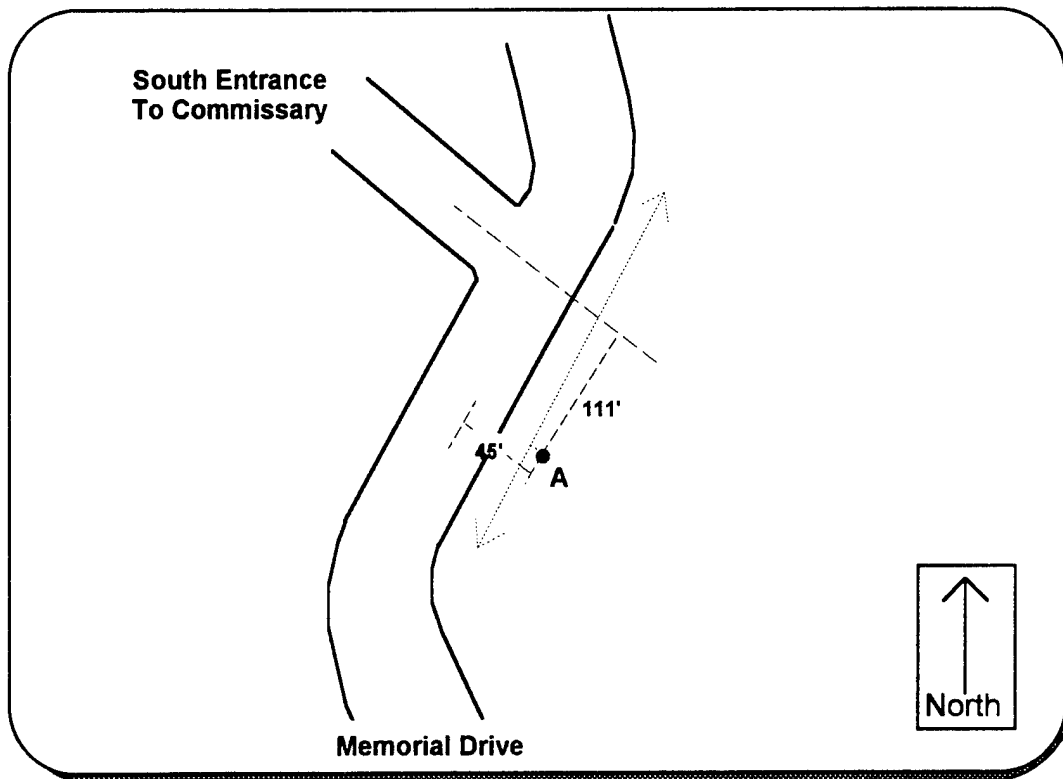 South Entrance
To Commissary
111'
45'
A
North
Memorial Drive